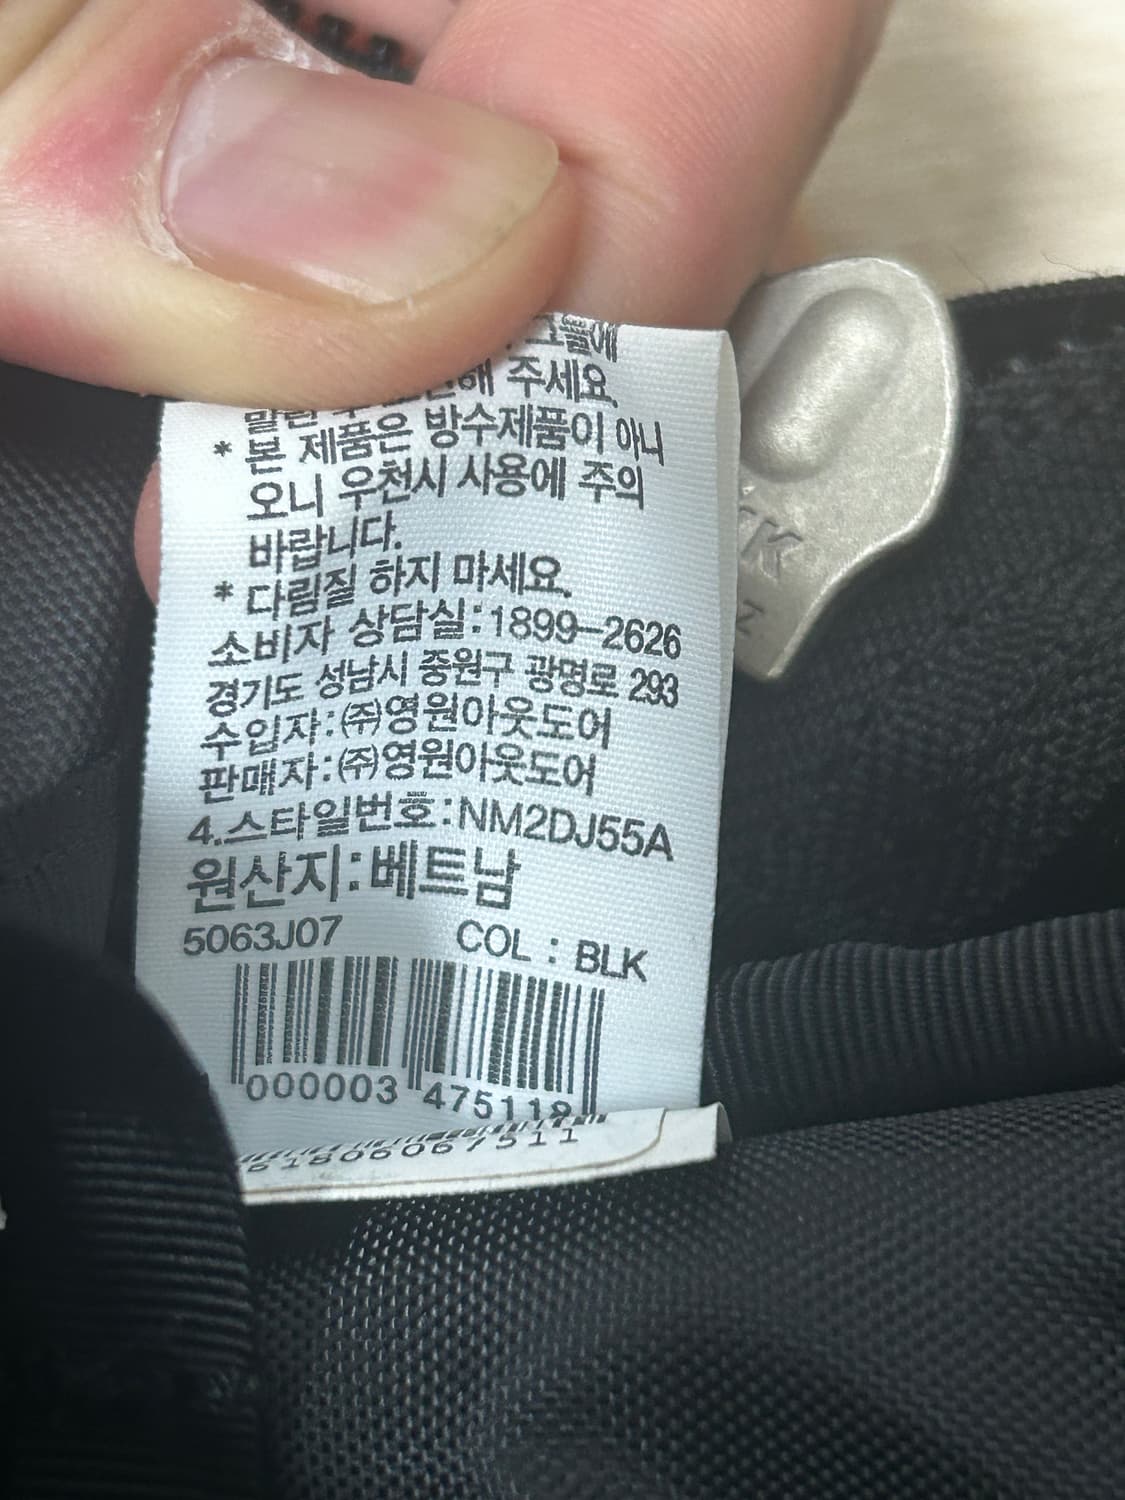 해 주세요.
* 본 제품은 방수제품이 아니
오니 우천시 사용에 주의
바랍니다.
* 다림질 하지 마세요.
소비자 상담실:1899-2626
경기도 성남시 중원구 광명로 293
수입자:㈜영원아웃도어
판매자:㈜영원아웃도어
4.스타일번호:NM2DJ55A
원산지:베트남
5063J07 COL : BLK
000003 475118